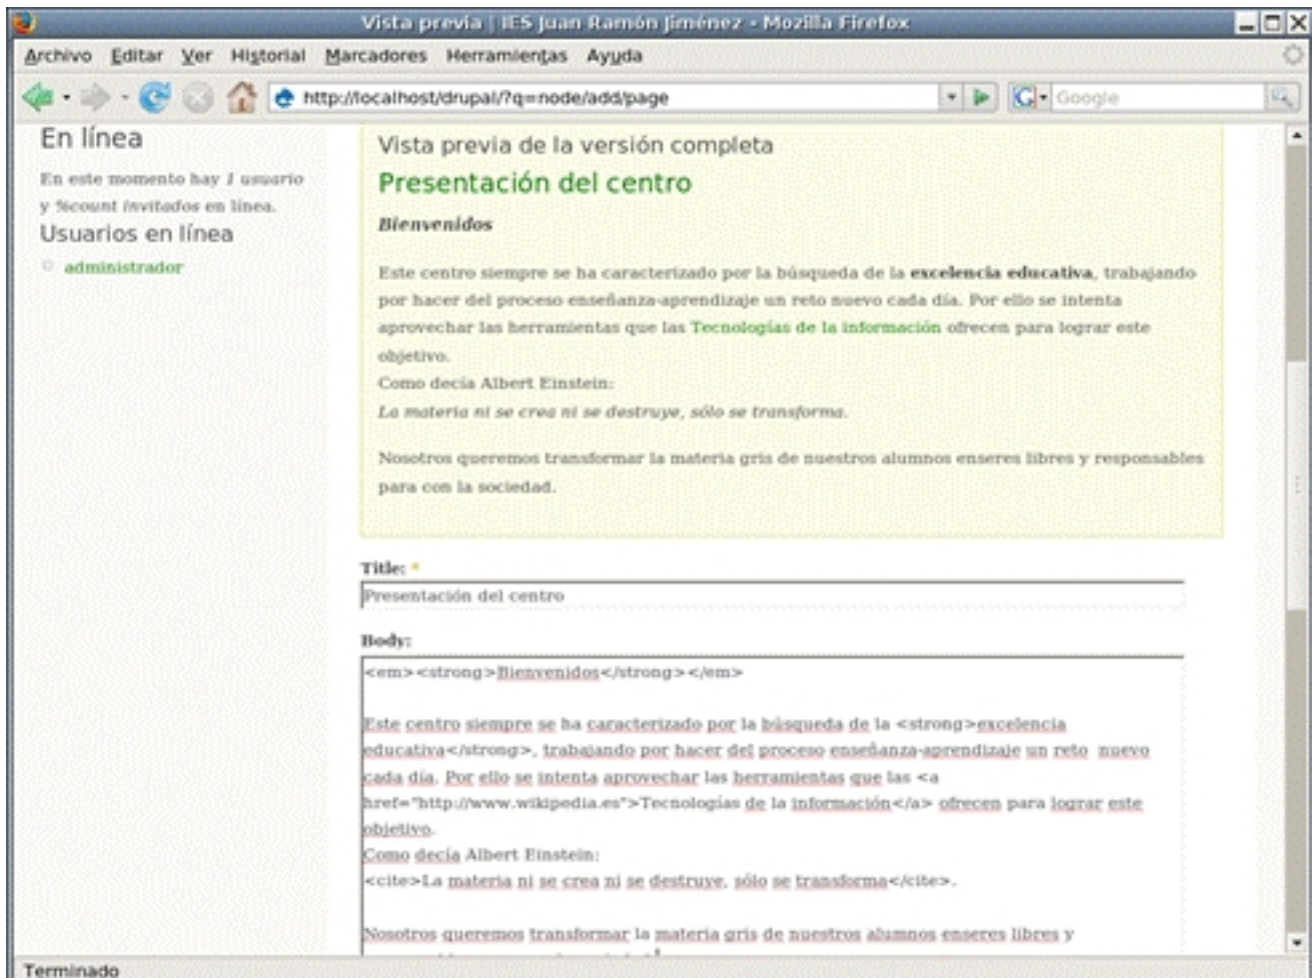 Vista previa | IES Juan Ramón Jiménez - Mozilla Firefox
Archivo Editar Ver Historial Marcadores Herramientas Ayuda
http://localhost/drupal/?q=node/add/page
Google
En línea
En este momento hay 1 usuario
y %count invitados en línea.
Usuarios en línea
administrador
Vista previa de la versión completa
Presentación del centro
Bienvenidos
Este centro siempre se ha caracterizado por la búsqueda de la excelencia educativa, trabajando
por hacer del proceso enseñanza-aprendizaje un reto nuevo cada día. Por ello se intenta
aprovechar las herramientas que las Tecnologías de la información ofrecen para lograr este
objetivo.
Como decía Albert Einstein:
La materia ni se crea ni se destruye, sólo se transforma.
Nosotros queremos transformar la materia gris de nuestros alumnos enseres libres y responsables
para con la sociedad.
Title: *
Presentación del centro
Body:
<em><strong>Bienvenidos</strong></em>
Este centro siempre se ha caracterizado por la búsqueda de la <strong>excelencia
educativa</strong>, trabajando por hacer del proceso enseñanza-aprendizaje un reto  nuevo
cada día. Por ello se intenta aprovechar las herramientas que las <a
href="http://www.wikipedia.es">Tecnologías de la información</a> ofrecen para lograr este
objetivo.
Como decía Albert Einstein:
<cite>La materia ni se crea ni se destruye, sólo se transforma</cite>.
Nosotros queremos transformar la materia gris de nuestros alumnos enseres libres y
Terminado